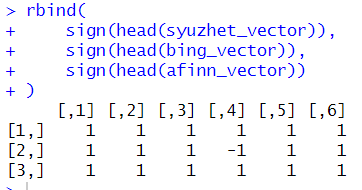 > rbind(
+     sign(head(syuzhet_vector)),
+     sign(head(bing_vector)),
+     sign(head(afinn_vector))
+ )
     [,1] [,2] [,3] [,4] [,5] [,6]
[1,]    1    1    1    1    1    1
[2,]    1    1    1   -1    1    1
[3,]    1    1    1    1    1    1
>